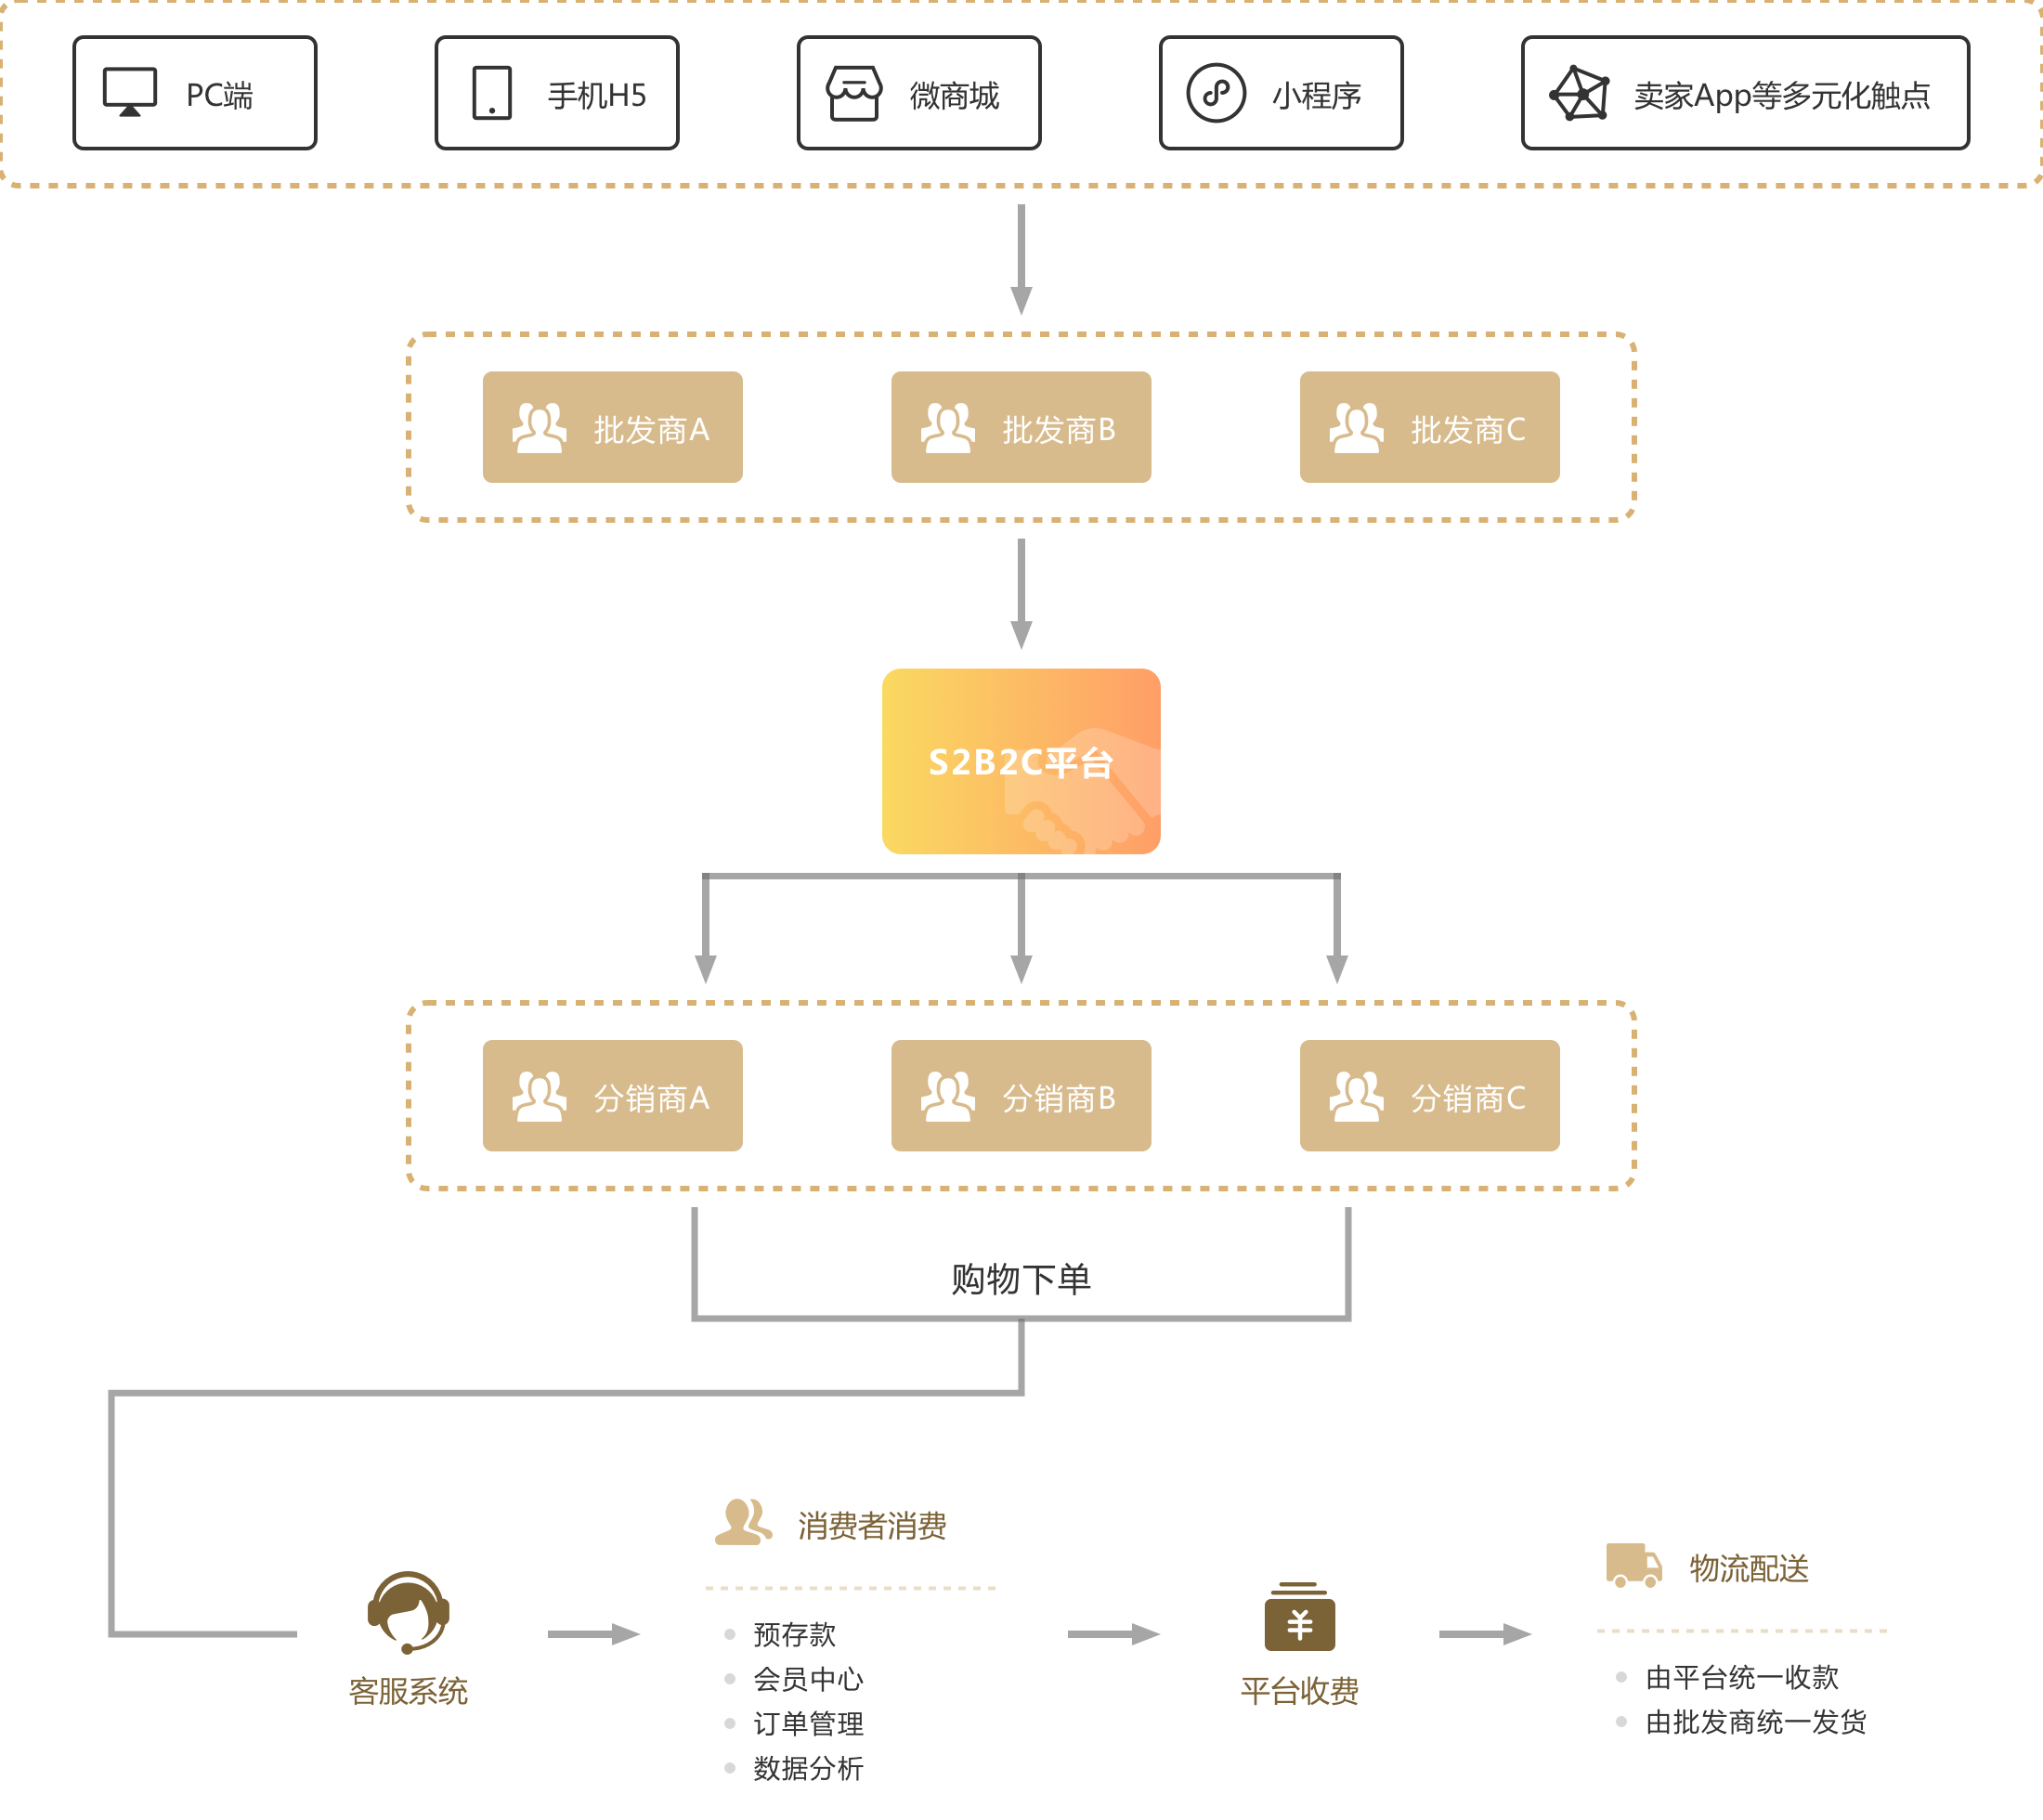 PC端
手机H5
微商城
小程序
卖家App等多元化触点
批发商A
批发商B
批发商C
S2B2C平台
分销商A
分销商B
分销商C
购物下单
客服系统
消费者消费
预存款
会员中心
订单管理
数据分析
平台收费
物流配送
由平台统一收款
由批发商统一发货